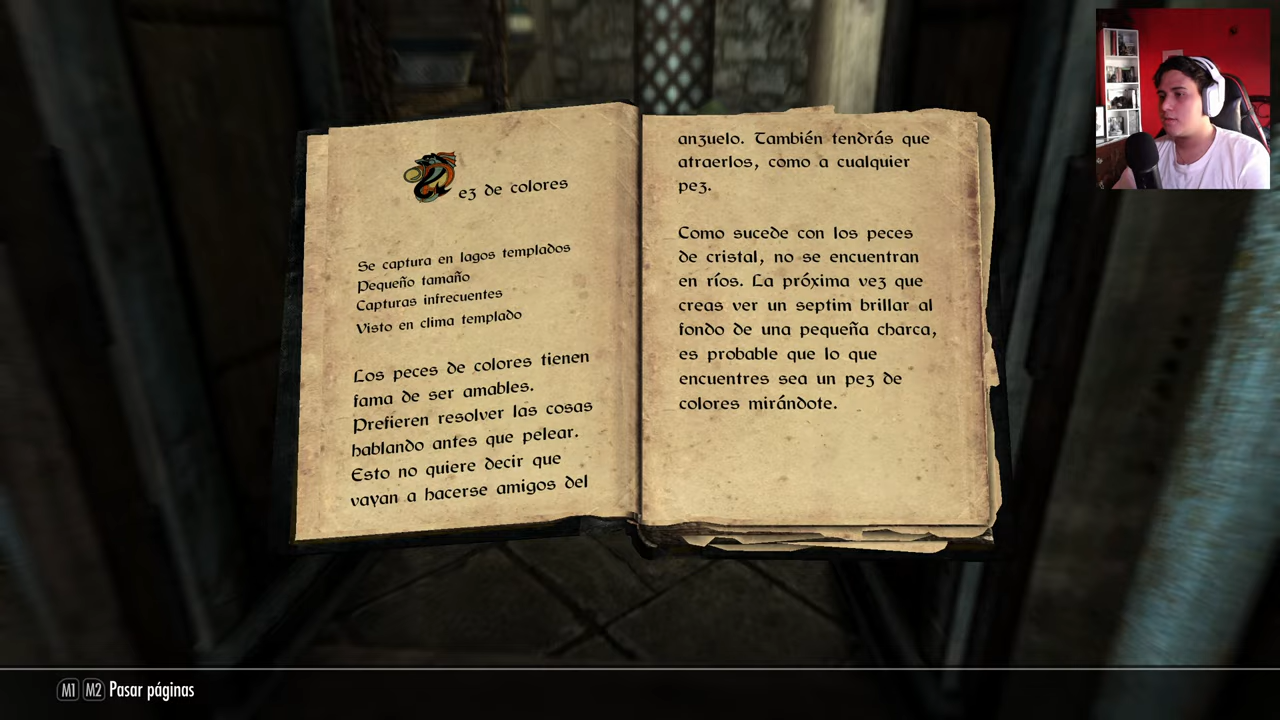 Pez de colores
Se captura en lagos templados
Pequeño tamaño
Capturas infrecuentes
Visto en clima templado
Los peces de colores tienen
fama de ser amables.
Prefieren resolver las cosas
hablando antes que pelear.
Esto no quiere decir que
vayan a hacerse amigos del
anzuelo. También tendrás que
atraerlos, como a cualquier
pez.
Como sucede con los peces
de cristal, no se encuentran
en ríos. La próxima vez que
creas ver un septim brillar al
fondo de una pequeña charca,
es probable que lo que
encuentres sea un pez de
colores mirándote.
M1 M2 Pasar páginas